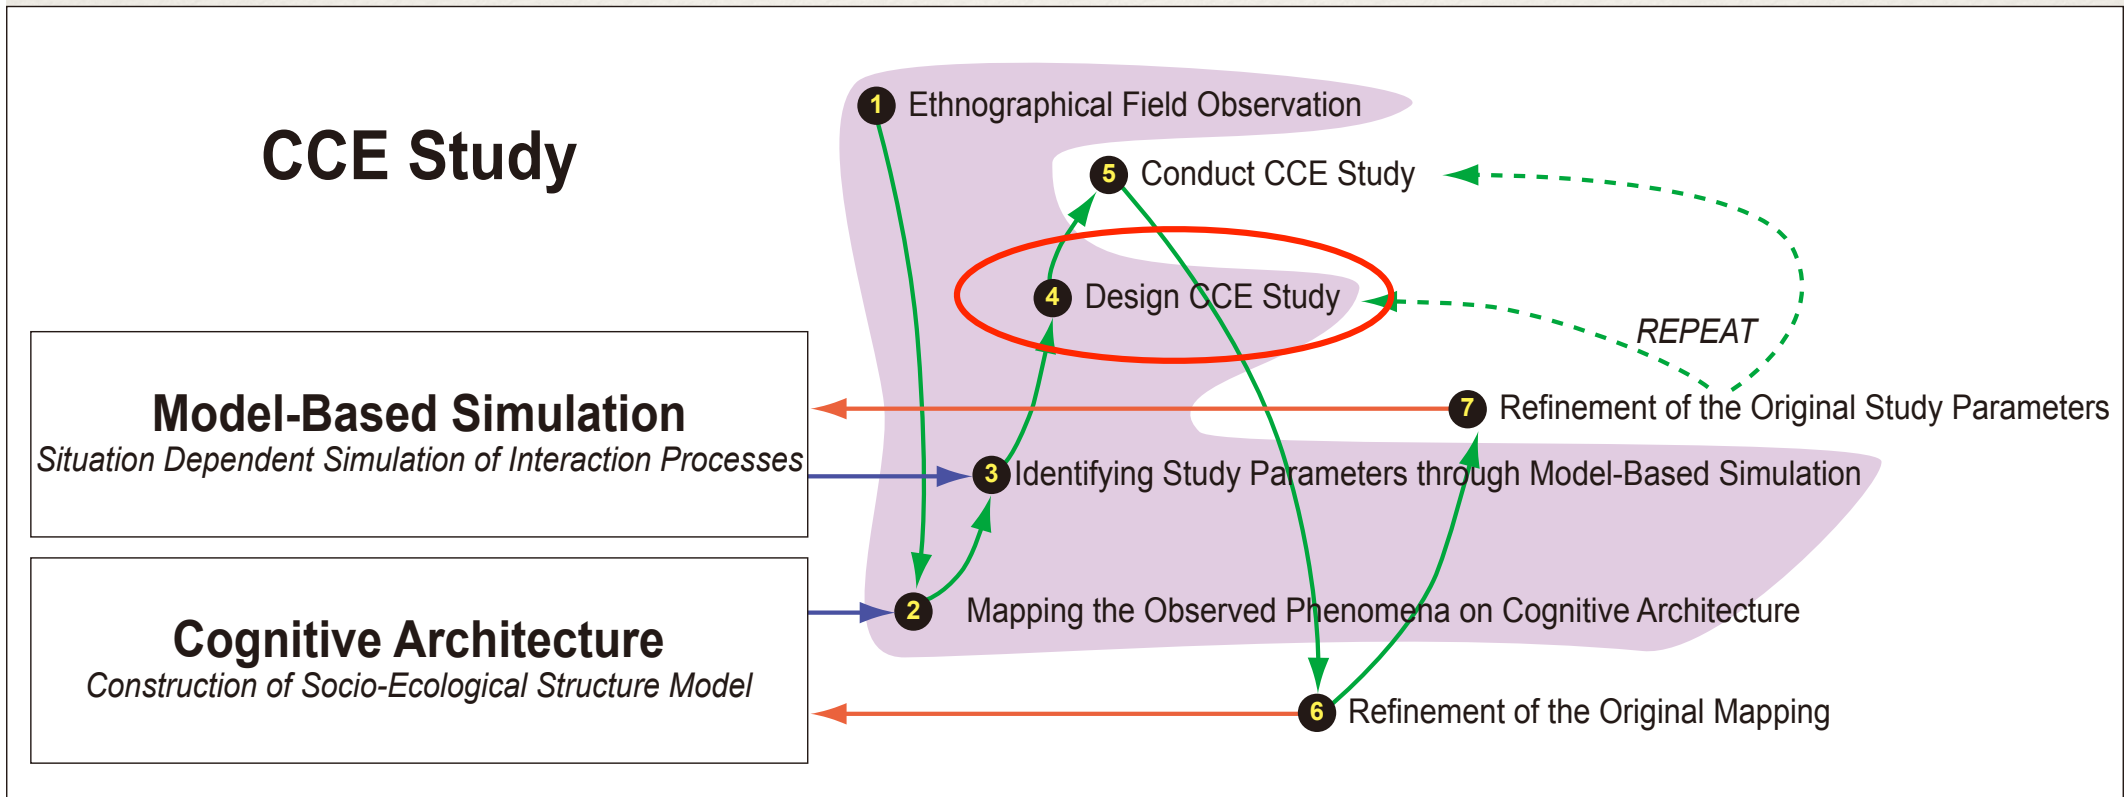 CCE Study
1 Ethnographical Field Observation
5 Conduct CCE Study
4 Design CCE Study
REPEAT
7 Refinement of the Original Study Parameters
Model-Based Simulation
Situation Dependent Simulation of Interaction Processes
3 Identifying Study Parameters through Model-Based Simulation
2 Mapping the Observed Phenomena on Cognitive Architecture
Cognitive Architecture
Construction of Socio-Ecological Structure Model
6 Refinement of the Original Mapping